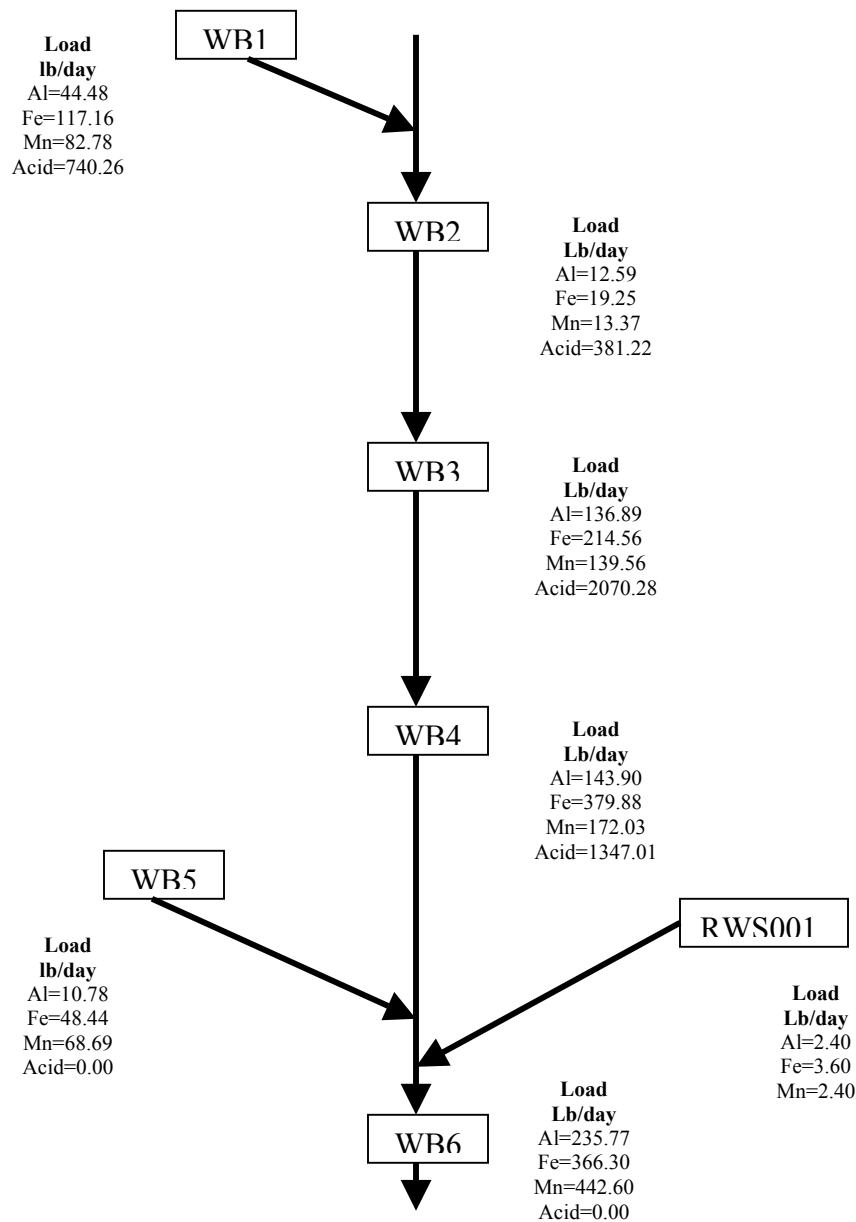 WB1
Load
lb/day
Al=44.48
Fe=117.16
Mn=82.78
Acid=740.26
WB2
Load
Lb/day
Al=12.59
Fe=19.25
Mn=13.37
Acid=381.22
WB3
Load
Lb/day
Al=136.89
Fe=214.56
Mn=139.56
Acid=2070.28
WB4
Load
Lb/day
Al=143.90
Fe=379.88
Mn=172.03
Acid=1347.01
WB5
Load
lb/day
Al=10.78
Fe=48.44
Mn=68.69
Acid=0.00
RWS001
Load
Lb/day
Al=2.40
Fe=3.60
Mn=2.40
WB6
Load
Lb/day
Al=235.77
Fe=366.30
Mn=442.60
Acid=0.00